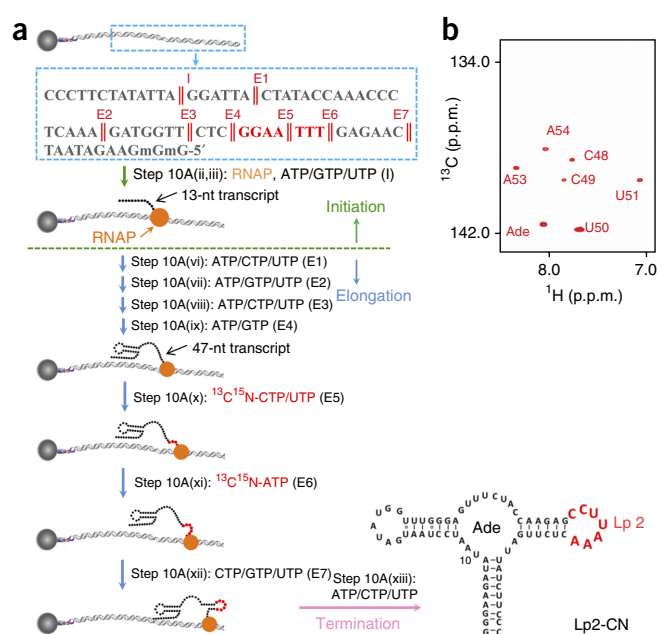 a
b
CCCTTCTATATTA
I
GGATTA
E1
CTATACCAAACCC
TCAAA
E2
GATGGTT
E3
CTC
E4
GGAA
E5
TTT
E6
GAGAAC
E7
TAATAGAAGmGmG-5′
Step 10A(ii,iii): RNAP, ATP/GTP/UTP (I)
13-nt transcript
RNAP
Initiation
Elongation
Step 10A(vi): ATP/CTP/UTP (E1)
Step 10A(vii): ATP/GTP/UTP (E2)
Step 10A(viii): ATP/CTP/UTP (E3)
Step 10A(ix): ATP/GTP (E4)
47-nt transcript
Step 10A(x): ¹³C¹⁵N-CTP/UTP (E5)
Step 10A(xi): ¹³C¹⁵N-ATP (E6)
Step 10A(xii): CTP/GTP/UTP (E7)
Step 10A(xiii):
ATP/CTP/UTP
Termination
134.0
142.0
¹³C (p.p.m.)
A54
C48
A53
C49
U51
Ade
U50
8.0
7.0
¹H (p.p.m.)
Ade
CCUUAAA
Lp 2
10
Lp2-CN